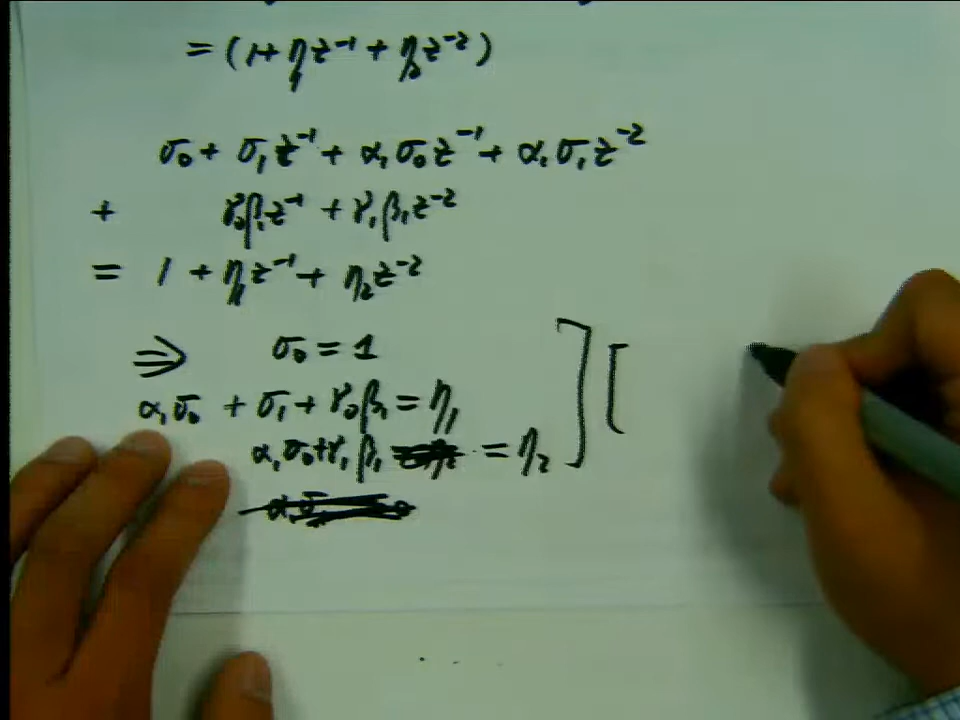 = (1 + η₁z⁻¹ + η₂z⁻²)
σ₀ + σ₁z⁻¹ + α₁σ₀z⁻¹ + α₁σ₁z⁻²
+ γ₀β₁z⁻¹ + γ₁β₁z⁻²
= 1 + η₁z⁻¹ + η₂z⁻²
⇒ σ₀ = 1
α₁σ₀ + σ₁ + γ₀β₁ = η₁
α₁σ₀ + γ₁β₁ = η₂